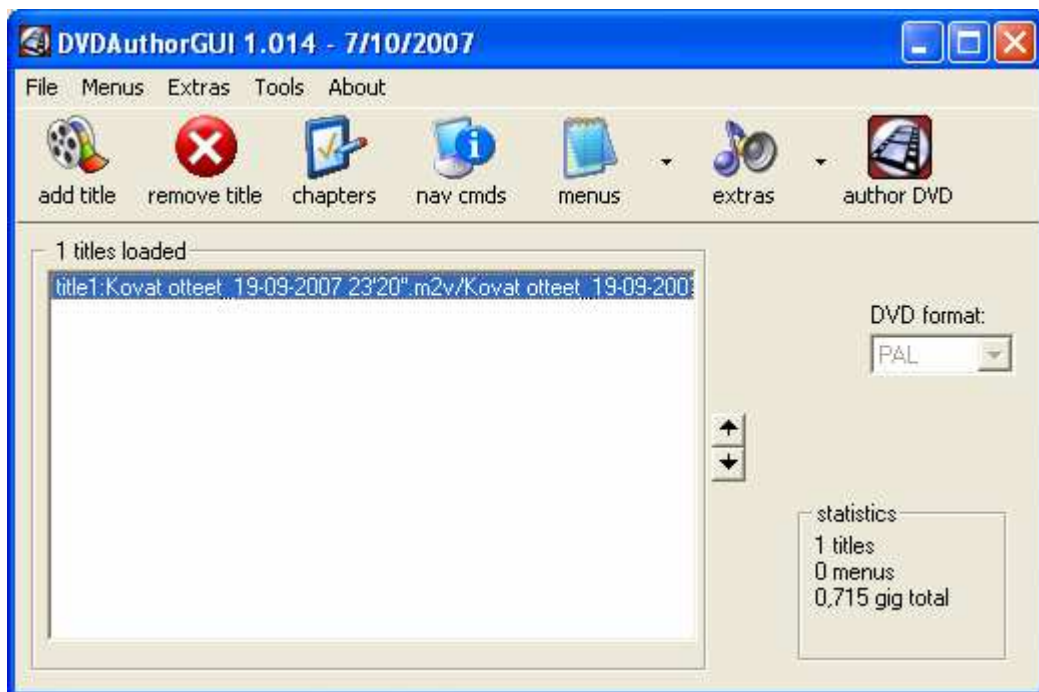 DVDAuthorGUI 1.014 - 7/10/2007
File Menus Extras Tools About
add title remove title chapters nav cmds menus extras author DVD
1 titles loaded
title1:Kovat otteet_19-09-2007 23'20".m2v/Kovat otteet_19-09-200
DVD format:
PAL
statistics
1 titles
0 menus
0,715 gig total